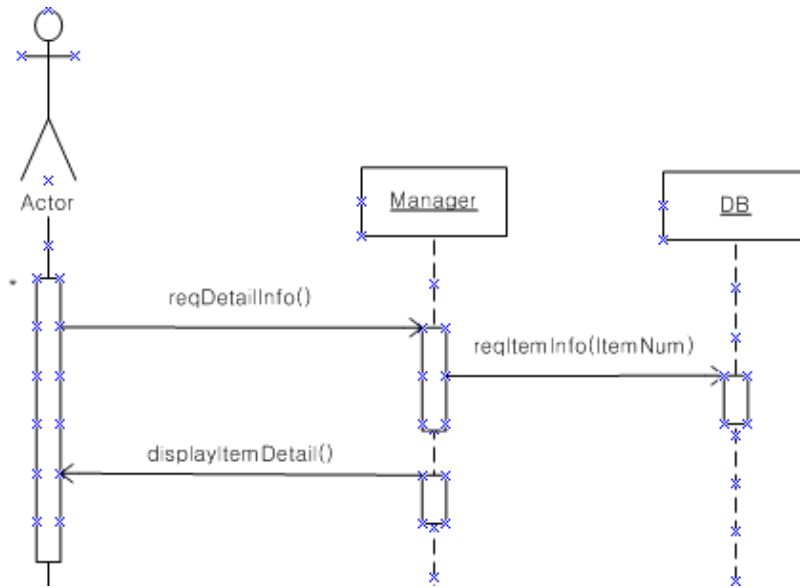 Actor
Manager
DB
reqDetailInfo()
reqItemInfo(ItemNum)
displayItemDetail()